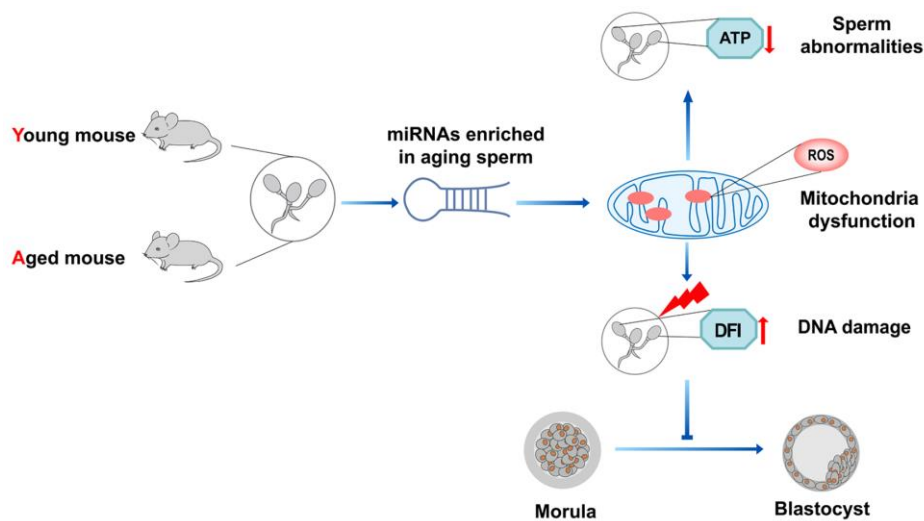 ATP
Sperm
abnormalities
Young mouse
miRNAs enriched
in aging sperm
ROS
Mitochondria
dysfunction
Aged mouse
DFI
DNA damage
Morula
Blastocyst